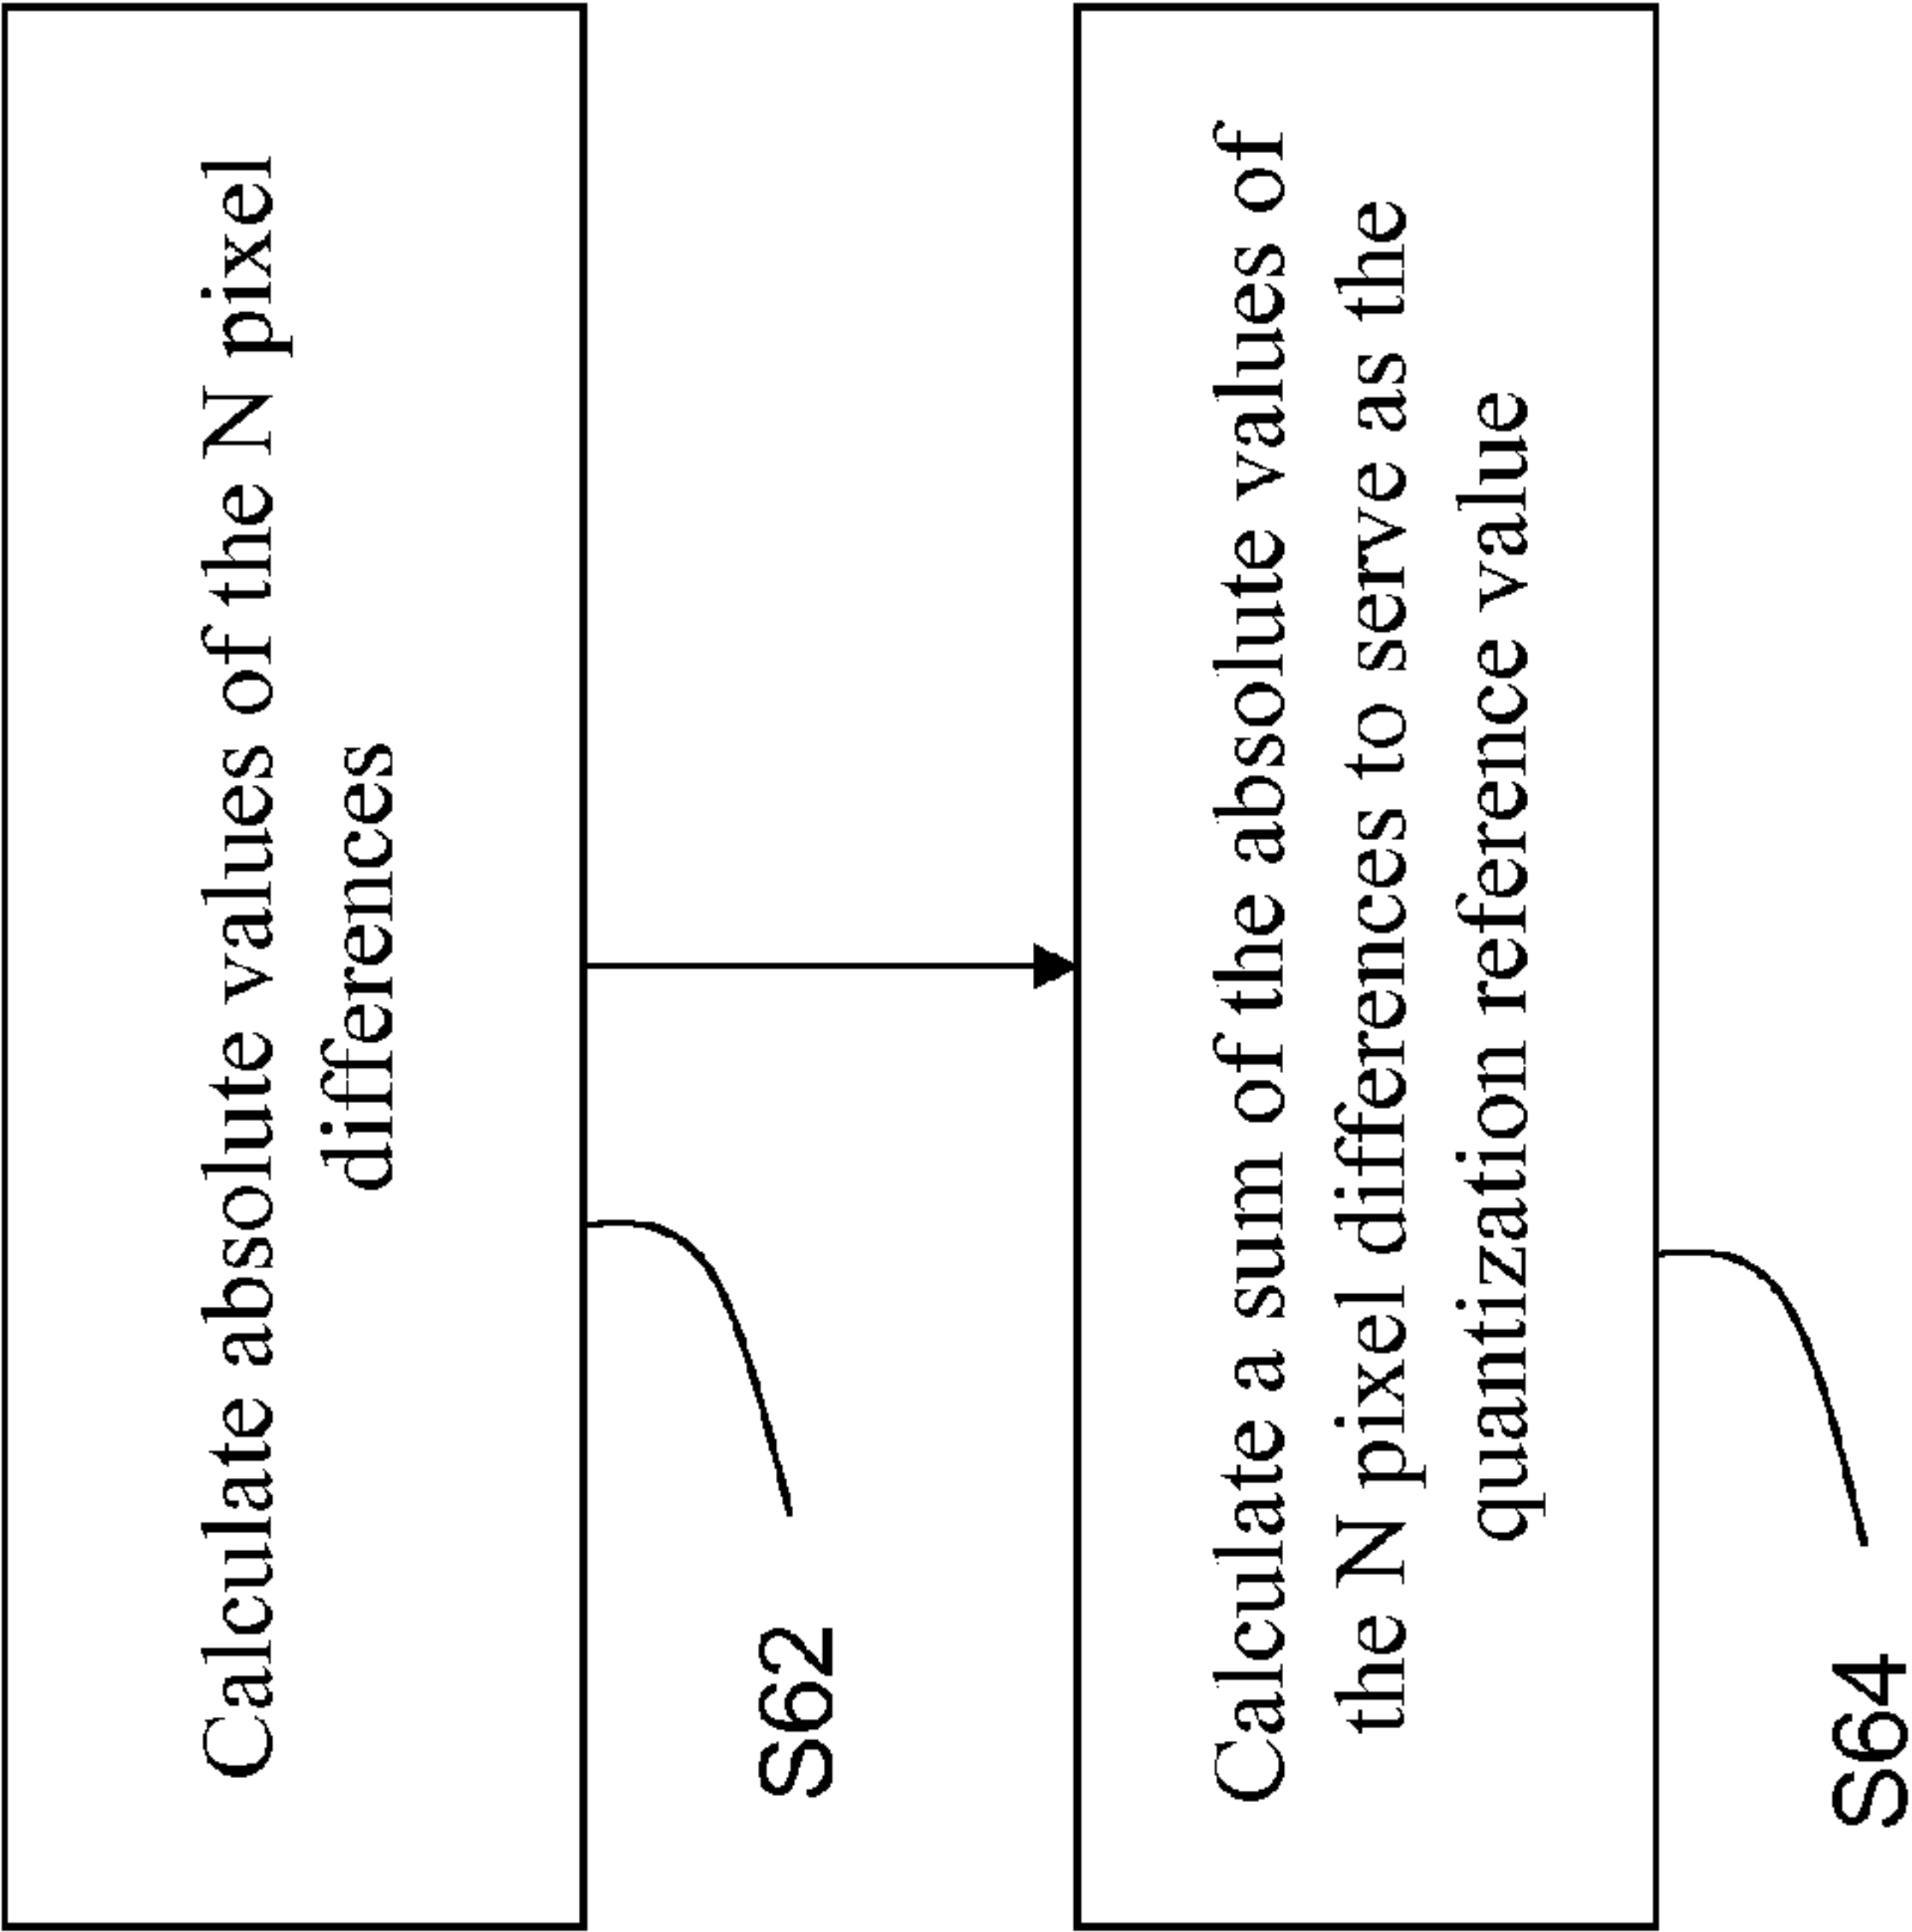 Calculate absolute values of the N pixel
differences
S62
Calculate a sum of the absolute values of
the N pixel differences to serve as the
quantization reference value
S64